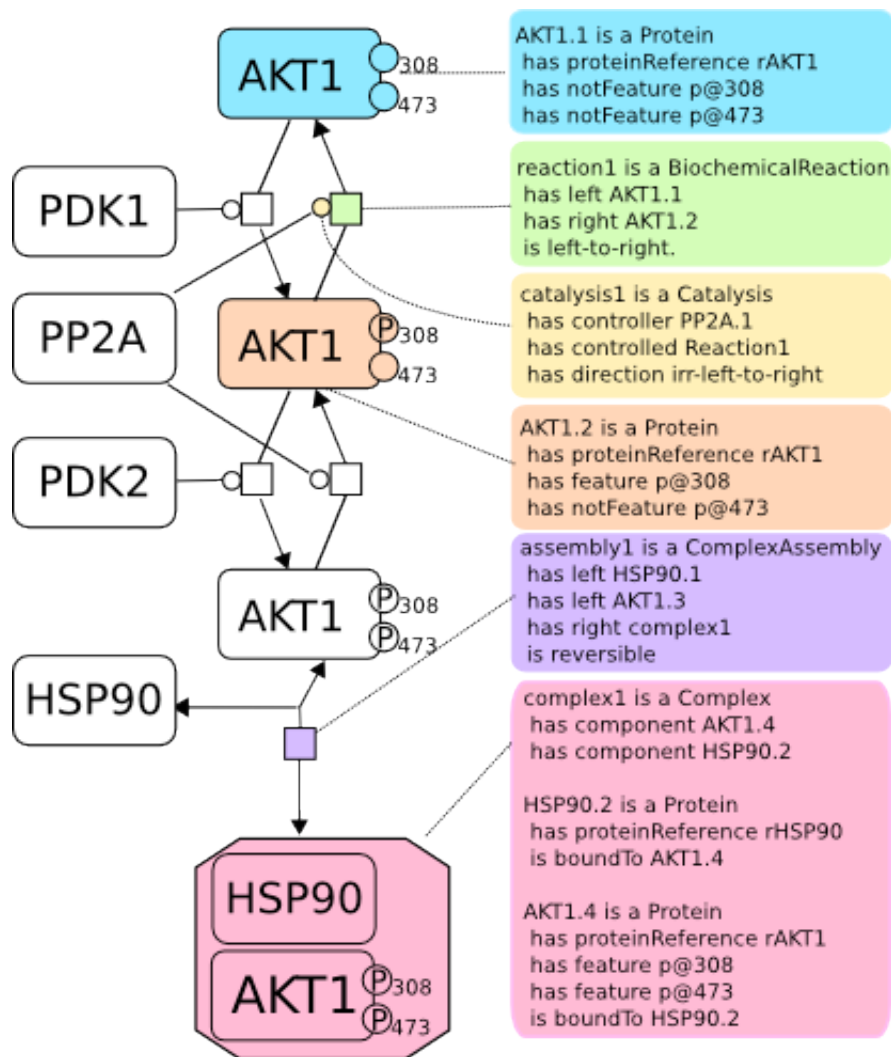 AKT1
308
473
PDK1
PP2A
AKT1
P
308
473
PDK2
AKT1
P
308
P
473
HSP90
HSP90
AKT1
P
308
P
473
AKT1.1 is a Protein
has proteinReference rAKT1
has notFeature p@308
has notFeature p@473
reaction1 is a BiochemicalReaction
has left AKT1.1
has right AKT1.2
is left-to-right.
catalysis1 is a Catalysis
has controller PP2A.1
has controlled Reaction1
has direction irr-left-to-right
AKT1.2 is a Protein
has proteinReference rAKT1
has feature p@308
has notFeature p@473
assembly1 is a ComplexAssembly
has left HSP90.1
has left AKT1.3
has right complex1
is reversible
complex1 is a Complex
has component AKT1.4
has component HSP90.2
HSP90.2 is a Protein
has proteinReference rHSP90
is boundTo AKT1.4
AKT1.4 is a Protein
has proteinReference rAKT1
has feature p@308
has feature p@473
is boundTo HSP90.2